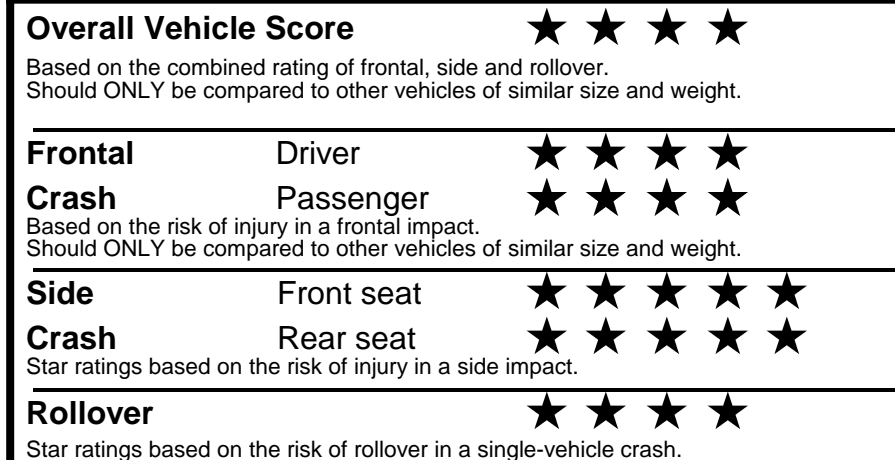 Overall Vehicle Score ★ ★ ★ ★
Based on the combined rating of frontal, side and rollover.
Should ONLY be compared to other vehicles of similar size and weight.
Frontal Driver ★ ★ ★ ★
Crash Passenger ★ ★ ★ ★
Based on the risk of injury in a frontal impact.
Should ONLY be compared to other vehicles of similar size and weight.
Side Front seat ★ ★ ★ ★ ★
Crash Rear seat ★ ★ ★ ★ ★
Star ratings based on the risk of injury in a side impact.
Rollover ★ ★ ★ ★
Star ratings based on the risk of rollover in a single-vehicle crash.